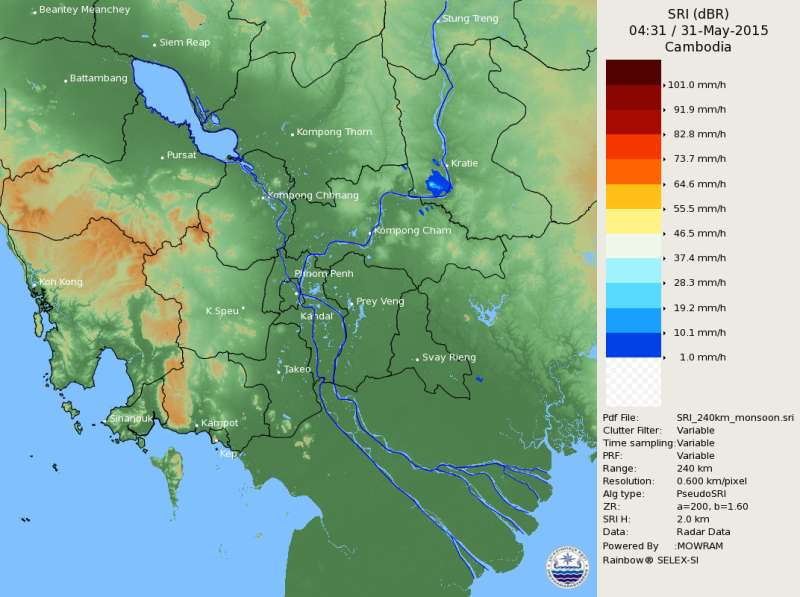 Beantey Meanchey
Stung Treng
Siem Reap
Battambang
Kompong Thom
Pursat
Kratie
Kompong Chhnang
Kompong Cham
Koh Kong
Phnom Penh
K.Speu
Prey Veng
Kandal
Svay Rieng
Takeo
Sihanouk
Kampot
Kep
SRI (dBR)
04:31 / 31-May-2015
Cambodia
101.0 mm/h
91.9 mm/h
82.8 mm/h
73.7 mm/h
64.6 mm/h
55.5 mm/h
46.5 mm/h
37.4 mm/h
28.3 mm/h
19.2 mm/h
10.1 mm/h
1.0 mm/h
Pdf File: SRI_240km_monsoon.sri
Clutter Filter: Variable
Time sampling: Variable
PRF: Variable
Range: 240 km
Resolution: 0.600 km/pixel
Alg type: PseudoSRI
ZR: a=200, b=1.60
SRI H: 2.0 km
Data: Radar Data
Powered By :MOWRAM
Rainbow® SELEX-SI